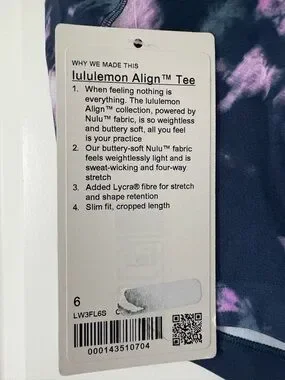 WHY WE MADE THIS
lululemon Align™ Tee
1. When feeling nothing is
everything. The lululemon
Align™ collection, powered by
Nulu™ fabric, is so weightless
and buttery soft, all you feel
is your practice
2. Our buttery-soft Nulu™ fabric
feels weightlessly light and is
sweat-wicking and four-way
stretch
3. Added Lycra® fibre for stretch
and shape retention
4. Slim fit, cropped length
6
LW3FL6S
000143510704